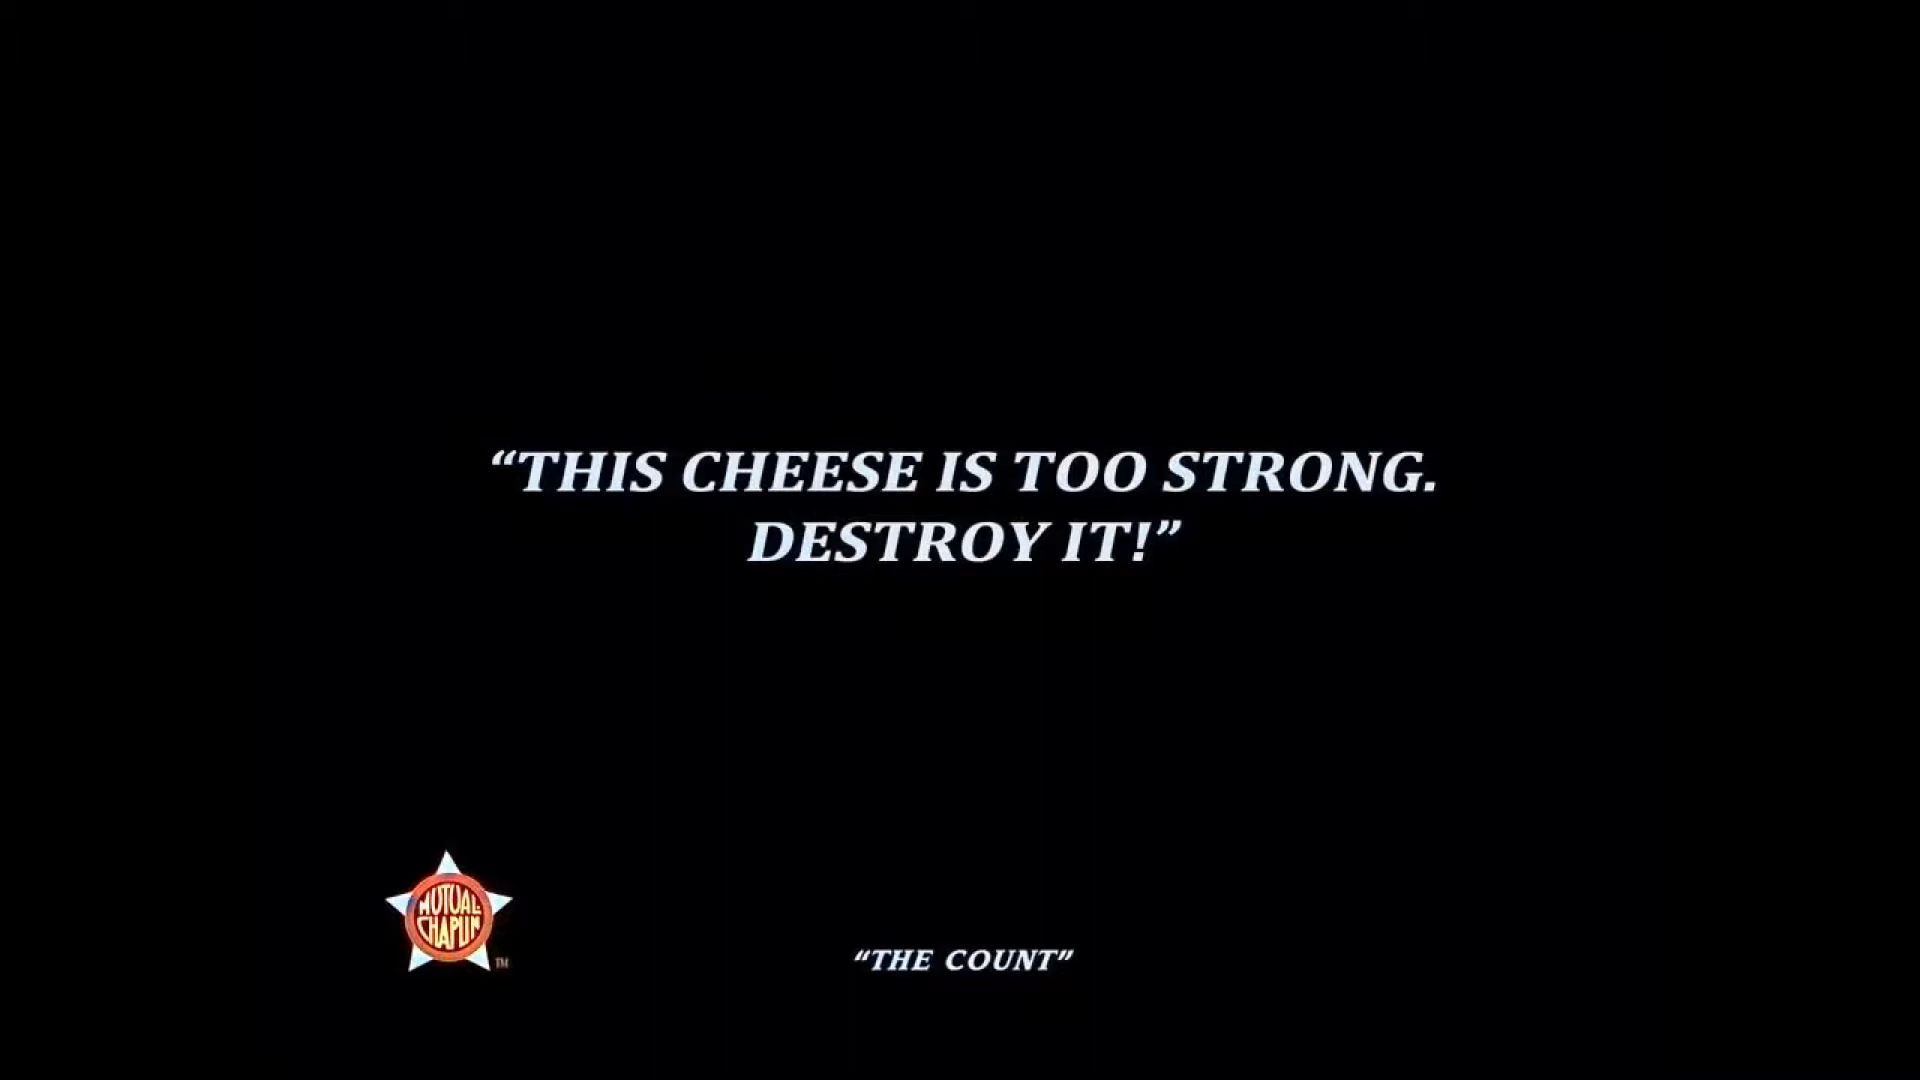 “THIS CHEESE IS TOO STRONG.
DESTROY IT!”
MUTUAL-
CHAPLIN
TM
“THE COUNT”